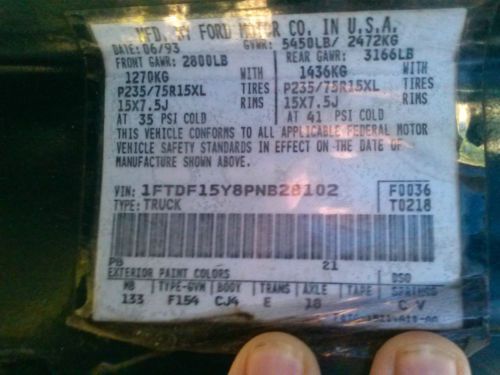 MFD. BY FORD MOTOR CO. IN U.S.A.
DATE: 06/93 GVWR: 5450LB/ 2472KG
FRONT GAWR: 2800LB REAR GAWR: 3166LB
1270KG WITH 1436KG WITH
P235/75R15XL TIRES P235/75R15XL TIRES
15X7.5J RIMS 15X7.5J RIMS
AT 35 PSI COLD AT 41 PSI COLD
THIS VEHICLE CONFORMS TO ALL APPLICABLE FEDERAL MOTOR
VEHICLE SAFETY STANDARDS IN EFFECT ON THE DATE OF
MANUFACTURE SHOWN ABOVE.
VIN: 1FTDF15Y8PNB28102 F0036
TYPE: TRUCK T0218
PB 21
EXTERIOR PAINT COLORS DSO
WB TYPE-GVW BODY TRANS AXLE TAPE SPRINGS
133 F154 CJ4 E 18 C V